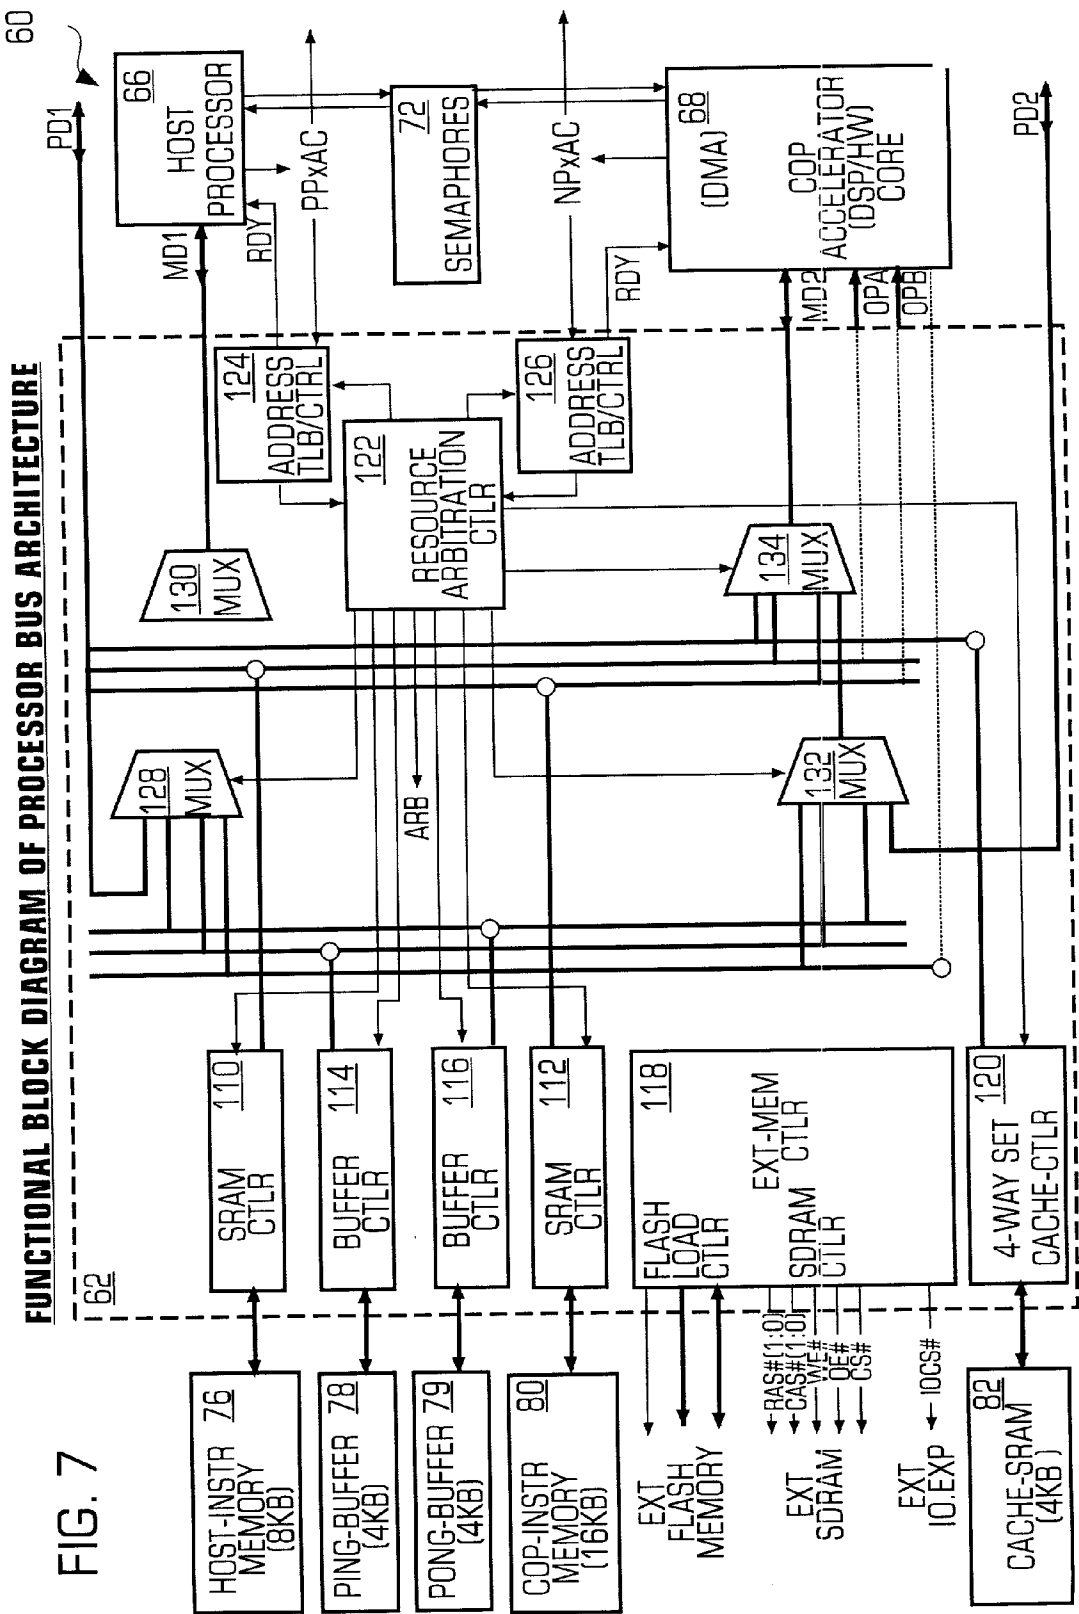 FUNCTIONAL BLOCK DIAGRAM OF PROCESSOR BUS ARCHITECTURE
FIG. 7
60
62
HOST-INSTR 76
MEMORY
(8KB)
PING-BUFFER 78
(4KB)
PONG-BUFFER 79
(4KB)
COP-INSTR 80
MEMORY
(16KB)
EXT
FLASH
MEMORY
EXT
SDRAM
EXT
IO.EXP
CACHE-SRAM 82
(4KB)
RAS#(1:0)
CAS#(1:0)
WE#
OE#
CS#
IOCS#
SRAM 110
CTLR
BUFFER 114
CTLR
BUFFER 116
CTLR
SRAM 112
CTLR
118
FLASH
LOAD
CTLR
EXT-MEM
CTLR
SDRAM
CTLR
4-WAY SET 120
CACHE-CTLR
128
MUX
130
MUX
132
MUX
134
MUX
ARB
122
RESOURCE
ARBITRATION
CTLR
124
ADDRESS
TLB/CTRL
126
ADDRESS
TLB/CTRL
PD1
MD1
RDY
PPxAC
NPxAC
RDY
MD2
OPA
OPB
PD2
66
HOST
PROCESSOR
72
SEMAPHORES
68
(DMA)
COP
ACCELERATOR
(DSP/HW)
CORE